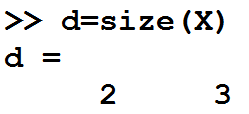 >> d=size(X)
d =
2 3